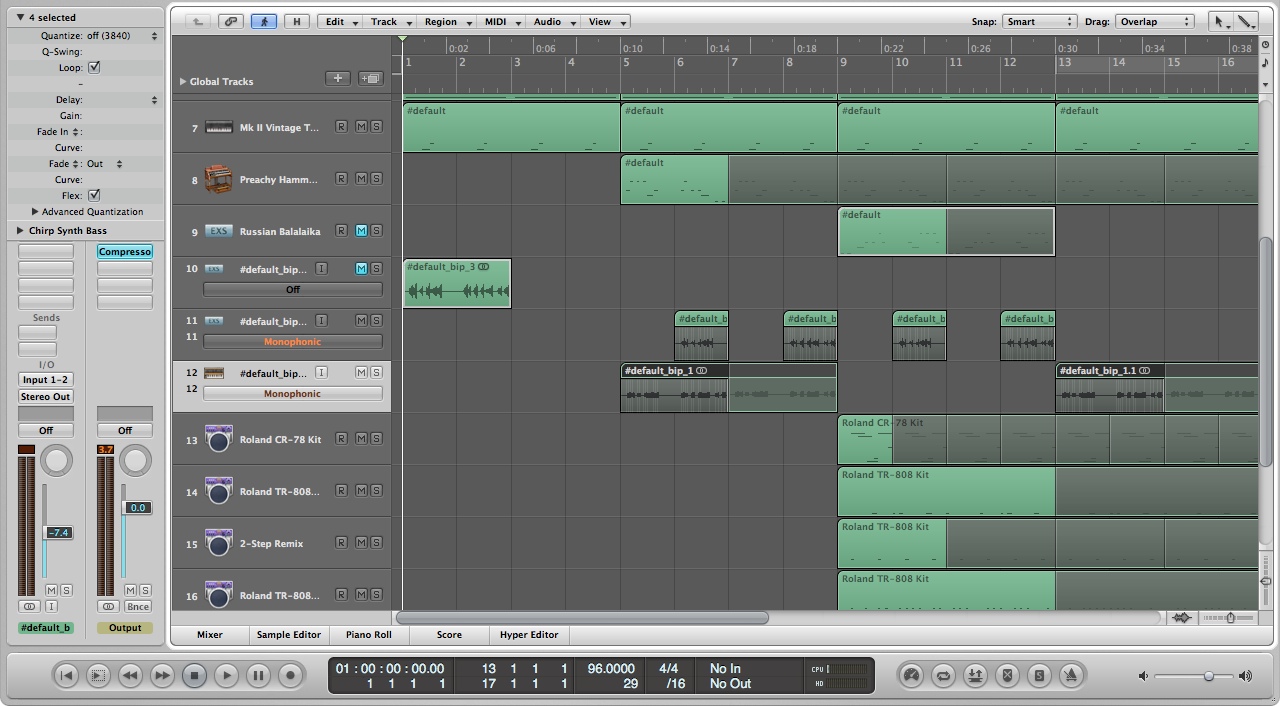 4 selected
Quantize: off (3840)
Q-Swing:
Loop:
–
Delay:
Gain:
Fade In :
Curve:
Fade : Out
Curve:
Flex:
Advanced Quantization
Chirp Synth Bass
Compresso
Sends
I/O
Input 1-2
Stereo Out
Off Off
3.7
0.0
-7.4
M S M S
I Bnce
#default_b Output
H Edit Track Region MIDI Audio View Snap: Smart Drag: Overlap
0:02 0:06 0:10 0:14 0:18 0:22 0:26 0:30 0:34 0:38
1 2 3 4 5 6 7 8 9 10 11 12 13 14 15 16
Global Tracks
7 Mk II Vintage T... R M S #default #default #default #default
8 Preachy Hamm... R M S #default
9 EXS Russian Balalaika R M S #default
10 EXS #default_bip... I M S #default_bip_3
Off
11 EXS #default_bip... I M S #default_b #default_b #default_b #default_b
11 Monophonic
12 #default_bip... I M S #default_bip_1 #default_bip_1.1
12 Monophonic
13 Roland CR-78 Kit R M S Roland CR-78 Kit
14 Roland TR-808... R M S Roland TR-808 Kit
15 2-Step Remix R M S Roland TR-808 Kit
16 Roland TR-808... R M S Roland TR-808 Kit
Mixer Sample Editor Piano Roll Score Hyper Editor
01 : 00 : 00 : 00.00 13 1 1 1 96.0000 4/4 No In CPU
1 1 1 1 17 1 1 1 29 /16 No Out HD
S